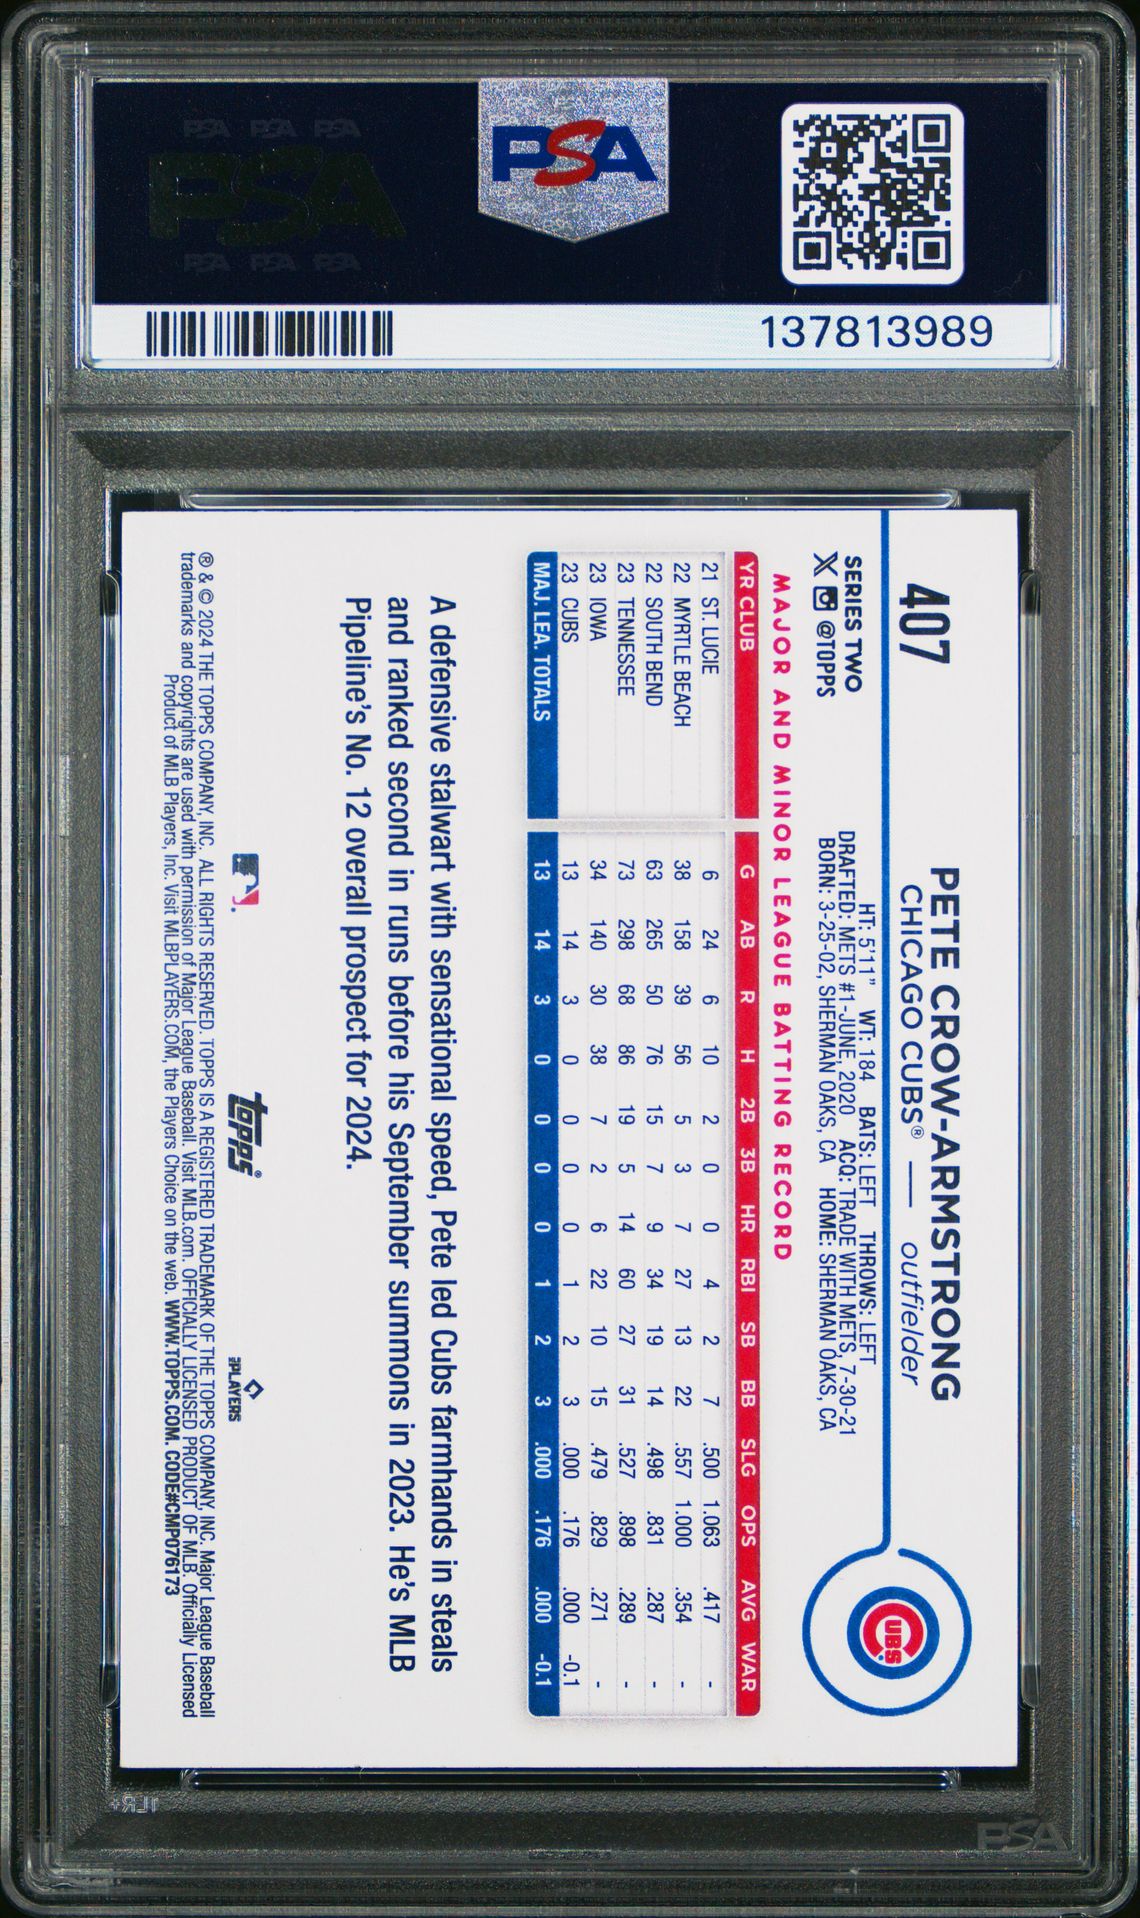 PSA PSA PSA
PSA
PSA PSA PSA
PSA
137813989
407
PETE CROW-ARMSTRONG
CHICAGO CUBS® — outfielder
SERIES TWO
X @TOPPS
HT: 5'11" WT: 184 BATS: LEFT THROWS: LEFT
DRAFTED: METS #1-JUNE, 2020 ACQ: TRADE WITH METS, 7-30-21
BORN: 3-25-02, SHERMAN OAKS, CA HOME: SHERMAN OAKS, CA
CUBS
MAJOR AND MINOR LEAGUE BATTING RECORD
YR CLUB G AB R H 2B 3B HR RBI SB BB SLG OPS AVG WAR
21 ST. LUCIE 6 24 6 10 2 0 0 4 2 7 .500 1.063 .417 -
22 MYRTLE BEACH 38 158 39 56 5 3 7 27 13 22 .557 1.000 .354 -
22 SOUTH BEND 63 265 50 76 15 7 9 34 19 14 .498 .831 .287 -
23 TENNESSEE 73 298 68 86 19 5 14 60 27 31 .527 .898 .289 -
23 IOWA 34 140 30 38 7 2 6 22 10 15 .479 .829 .271 -
23 CUBS 13 14 3 0 0 0 0 1 2 3 .000 .176 .000 -0.1
MAJ. LEA. TOTALS 13 14 3 0 0 0 0 1 2 3 .000 .176 .000 -0.1
A defensive stalwart with sensational speed, Pete led Cubs farmhands in steals
and ranked second in runs before his September summons in 2023. He's MLB
Pipeline's No. 12 overall prospect for 2024.
topps®
PLAYERS
® & © 2024 THE TOPPS COMPANY, INC. ALL RIGHTS RESERVED. TOPPS IS A REGISTERED TRADEMARK OF THE TOPPS COMPANY, INC. Major League Baseball
trademarks and copyrights are used with permission of Major League Baseball. Visit MLB.com. OFFICIALLY LICENSED PRODUCT OF MLB. Officially Licensed
Product of MLB Players, Inc. Visit MLBPLAYERS.COM, the Players Choice on the web. WWW.TOPPS.COM. CODE#CMP076173
PSA